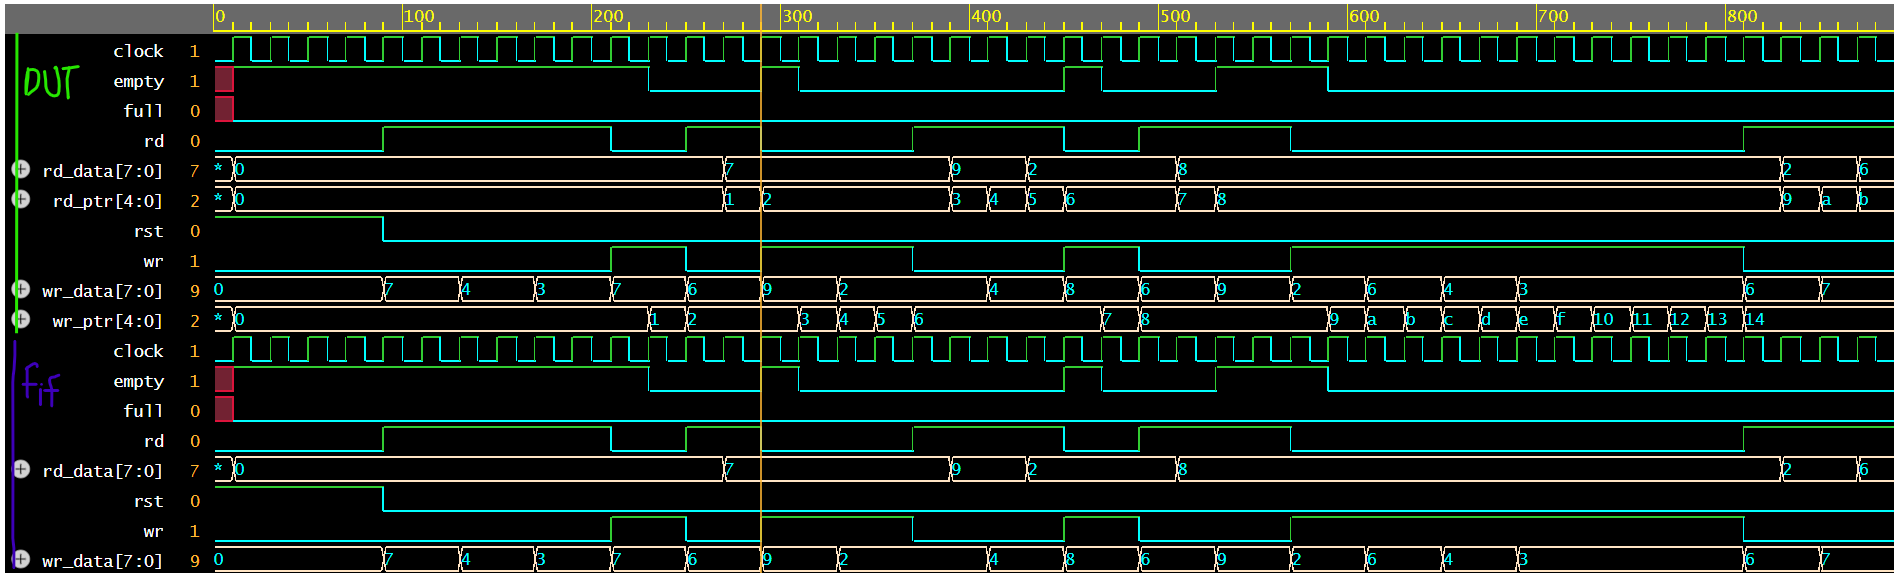 0 100 200 300 400 500 600 700 800
DUT
clock 1
empty 1
full 0
rd 0
rd_data[7:0] 7 * 0 7 9 2 8 2 6
rd_ptr[4:0] 2 * 0 1 2 3 4 5 6 7 8 9 a b
rst 0
wr 1
wr_data[7:0] 9 0 7 4 3 7 6 9 2 4 8 6 9 2 6 4 3 6 7
wr_ptr[4:0] 2 * 0 1 2 3 4 5 6 7 8 9 a b c d e f 10 11 12 13 14
fif
clock 1
empty 1
full 0
rd 0
rd_data[7:0] 7 * 0 7 9 2 8 2 6
rst 0
wr 1
wr_data[7:0] 9 0 7 4 3 7 6 9 2 4 8 6 9 2 6 4 3 6 7